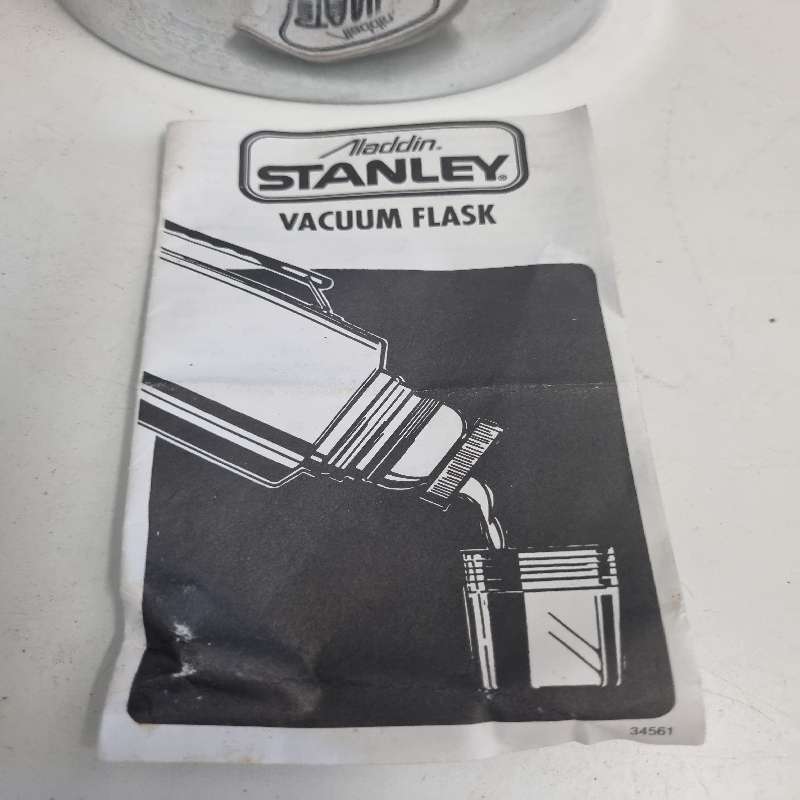 Aladdin.
STANLEY®
VACUUM FLASK
34561